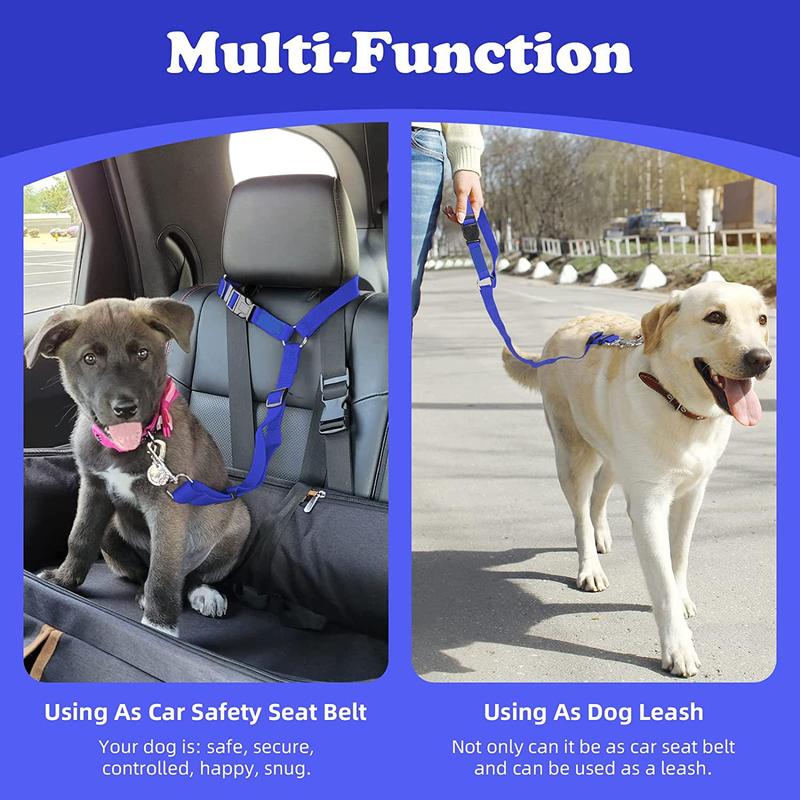 Multi-Function
Using As Car Safety Seat Belt
Your dog is: safe, secure,
controlled, happy, snug.
Using As Dog Leash
Not only can it be as car seat belt
and can be used as a leash.